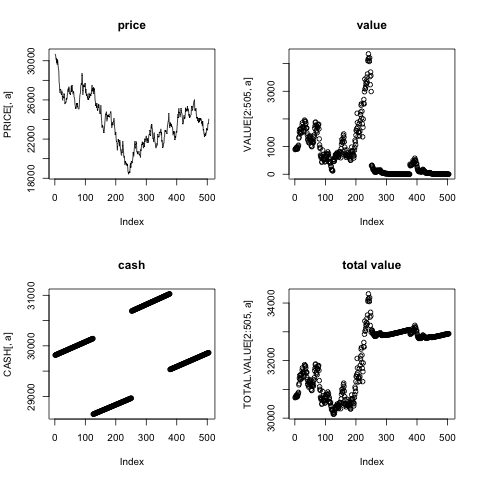 price
PRICE[, a]
18000 22000 26000 30000
0 100 200 300 400 500
Index
value
VALUE[2:505, a]
0 1000 3000
0 100 200 300 400 500
Index
cash
CASH[, a]
29000 30000 31000
0 100 200 300 400 500
Index
total value
TOTAL.VALUE[2:505, a]
30000 32000 34000
0 100 200 300 400 500
Index